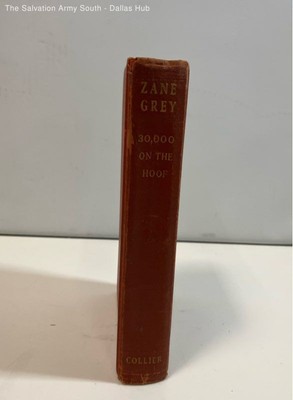 The Salvation Army South - Dallas Hub
ZANE
GREY
30,000
ON THE
HOOF
COLLIER